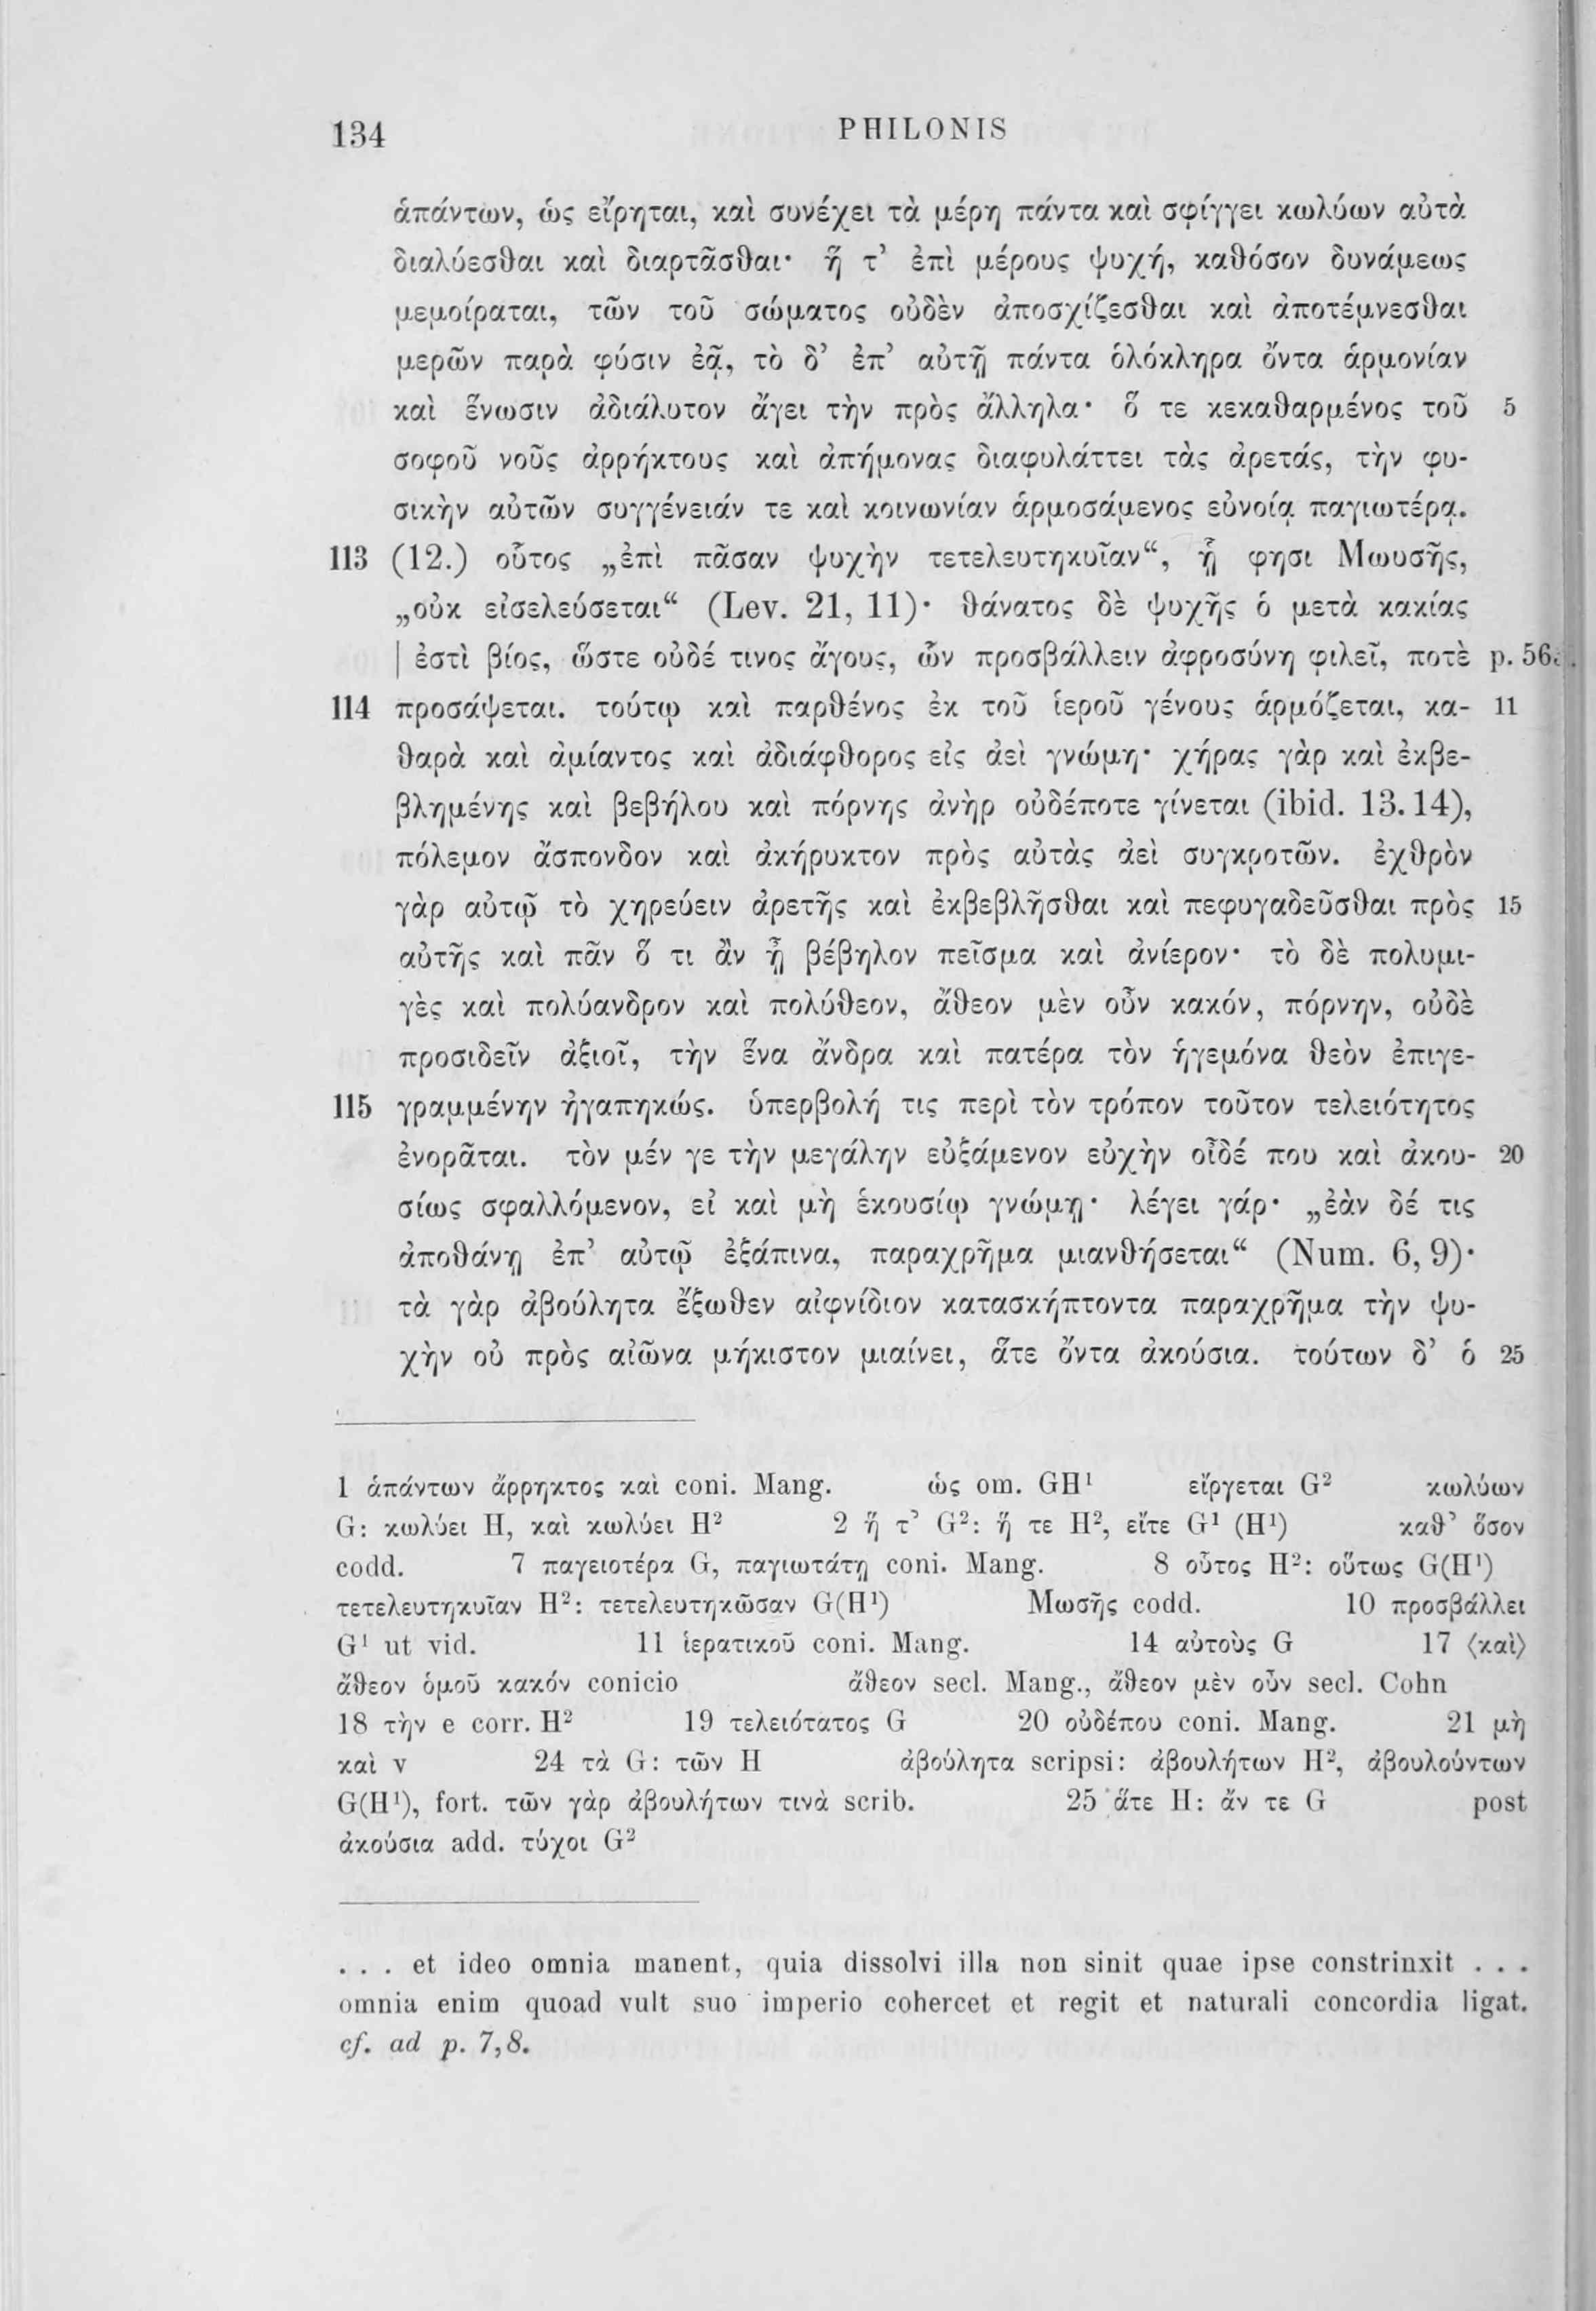 134
PHILONIS
ἁπάντων, ὡς εἴρηται, καὶ συνέχει τὰ μέρη πάντα καὶ σφίγγει κωλύων αὐτὰ
διαλύεσθαι καὶ διαρτᾶσθαι· ἥ τ’ ἐπὶ μέρους ψυχή, καθόσον δυνάμεως
μεμοίραται, τῶν τοῦ σώματος οὐδὲν ἀποσχίζεσθαι καὶ ἀποτέμνεσθαι
μερῶν παρὰ φύσιν ἐᾷ, τὸ δ’ ἐπ’ αὐτῇ πάντα ὁλόκληρα ὄντα ἁρμονίαν
καὶ ἕνωσιν ἀδιάλυτον ἄγει τὴν πρὸς ἄλληλα· ὅ τε κεκαθαρμένος τοῦ 5
σοφοῦ νοῦς ἀρρήκτους καὶ ἀπήμονας διαφυλάττει τὰς ἀρετάς, τὴν φυ-
σικὴν αὐτῶν συγγένειάν τε καὶ κοινωνίαν ἁρμοσάμενος εὐνοίᾳ παγιωτέρᾳ.
113 (12.) οὗτος „ἐπὶ πᾶσαν ψυχὴν τετελευτηκυῖαν“, ᾗ φησι Μωυσῆς,
„οὐκ εἰσελεύσεται“ (Lev. 21, 11)· θάνατος δὲ ψυχῆς ὁ μετὰ κακίας
| ἐστὶ βίος, ὥστε οὐδέ τινος ἄγους, ὧν προσβάλλειν ἀφροσύνη φιλεῖ, ποτὲ p. 56
114 προσάψεται. τούτῳ καὶ παρθένος ἐκ τοῦ ἱεροῦ γένους ἁρμόζεται, κα- 11
θαρὰ καὶ ἀμίαντος καὶ ἀδιάφθορος εἰς ἀεὶ γνώμη· χήρας γὰρ καὶ ἐκβε-
βλημένης καὶ βεβήλου καὶ πόρνης ἀνὴρ οὐδέποτε γίνεται (ibid. 13. 14),
πόλεμον ἄσπονδον καὶ ἀκήρυκτον πρὸς αὐτὰς ἀεὶ συγκροτῶν. ἐχθρὸν
γὰρ αὐτῷ τὸ χηρεύειν ἀρετῆς καὶ ἐκβεβλῆσθαι καὶ πεφυγαδεῦσθαι πρὸς 15
αὐτῆς καὶ πᾶν ὅ τι ἂν ᾖ βέβηλον πεῖσμα καὶ ἀνίερον· τὸ δὲ πολυμι-
γὲς καὶ πολύανδρον καὶ πολύθεον, ἄθεον μὲν οὖν κακόν, πόρνην, οὐδὲ
προσιδεῖν ἀξιοῖ, τὴν ἕνα ἄνδρα καὶ πατέρα τὸν ἡγεμόνα θεὸν ἐπιγε-
115 γραμμένην ἠγαπηκώς. ὑπερβολή τις περὶ τὸν τρόπον τοῦτον τελειότητος
ἐνορᾶται. τὸν μέν γε τὴν μεγάλην εὐξάμενον εὐχὴν οἶδέ που καὶ ἀκου- 20
σίως σφαλλόμενον, εἰ καὶ μὴ ἑκουσίῳ γνώμῃ· λέγει γάρ· „ἐὰν δέ τις
ἀποθάνῃ ἐπ’ αὐτῷ ἐξάπινα, παραχρῆμα μιανθήσεται“ (Num. 6, 9)·
τὰ γὰρ ἀβούλητα ἔξωθεν αἰφνίδιον κατασκήπτοντα παραχρῆμα τὴν ψυ-
χὴν οὐ πρὸς αἰῶνα μήκιστον μιαίνει, ἅτε ὄντα ἀκούσια. τούτων δ’ ὁ 25
1 ἁπάντων ἄρρηκτος καὶ coni. Mang. ὡς om. GH¹ εἴργεται G² κωλύων
G: κωλύει H, καὶ κωλύει H² 2 ἥ τ’ G²: ἥ τε H², εἴτε G¹ (H¹) καθ’ ὅσον
codd. 7 παγειοτέρα G, παγιωτάτῃ coni. Mang. 8 οὗτος H²: οὕτως G(H¹)
τετελευτηκυῖαν H²: τετελευτηκῶσαν G(H¹) Μωσῆς codd. 10 προσβάλλει
G¹ ut vid. 11 ἱερατικοῦ coni. Mang. 14 αὐτοὺς G 17 ⟨καὶ⟩
ἄθεον ὁμοῦ κακόν conicio ἄθεον secl. Mang., ἄθεον μὲν οὖν secl. Cohn
18 τὴν e corr. H² 19 τελειότατος G 20 οὐδέπου coni. Mang. 21 μὴ
καὶ v 24 τὰ G: τῶν H ἀβούλητα scripsi: ἀβουλήτων H², ἀβουλούντων
G(H¹), fort. τῶν γὰρ ἀβουλήτων τινὰ scrib. 25 ἅτε H: ἄν τε G post
ἀκούσια add. τύχοι G²
. . . et ideo omnia manent, quia dissolvi illa non sinit quae ipse constrinxit . . .
omnia enim quoad vult suo imperio cohercet et regit et naturali concordia ligat.
cf. ad p. 7,8.